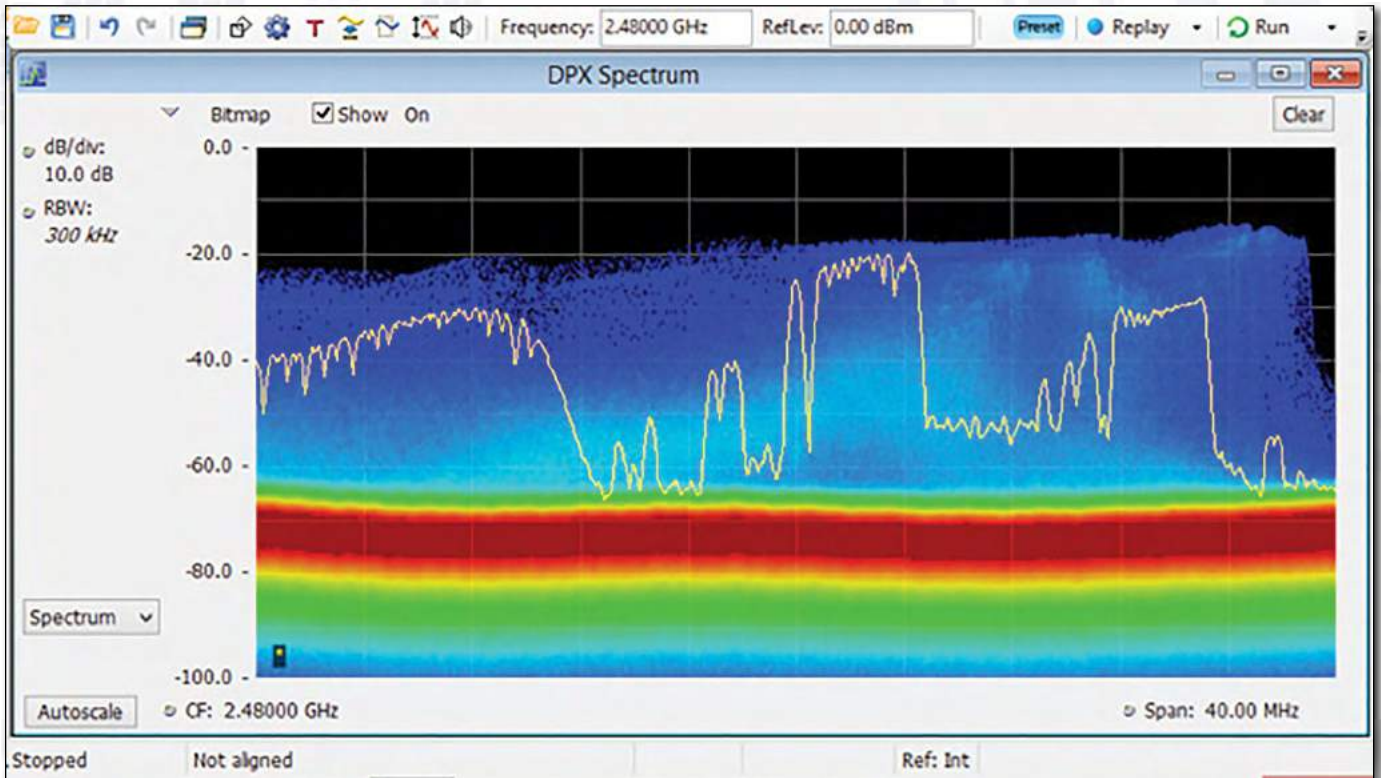 T Frequency: 2.48000 GHz RefLev: 0.00 dBm Preset Replay Run
DPX Spectrum
Bitmap Show On Clear
dB/div:
10.0 dB
RBW:
300 kHz
0.0 -
-20.0 -
-40.0 -
-60.0 -
-80.0 -
-100.0 -
Spectrum
Autoscale CF: 2.48000 GHz Span: 40.00 MHz
Stopped Not aligned Ref: Int